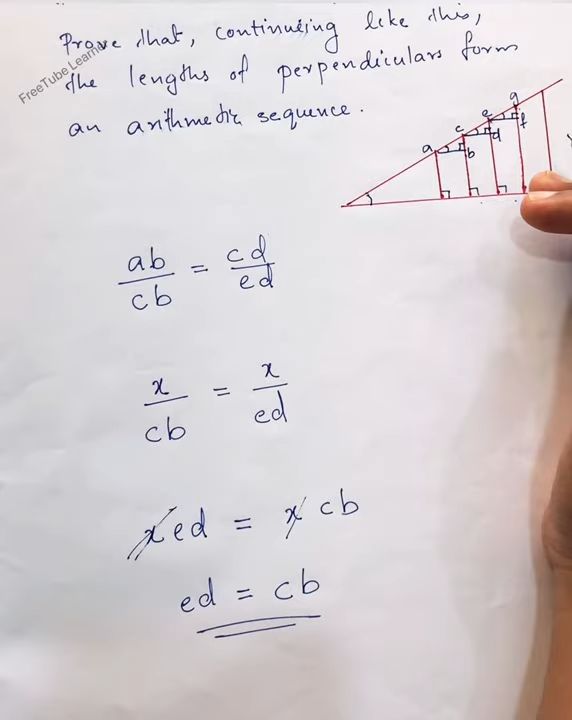 Prove that, continuing like this,
the lengths of perpendiculars form
an arithmetic sequence.
FreeTube Learner
a
b
c
d
e
f
g
ab/cb = cd/ed
x/cb = x/ed
x ed = x cb
ed = cb